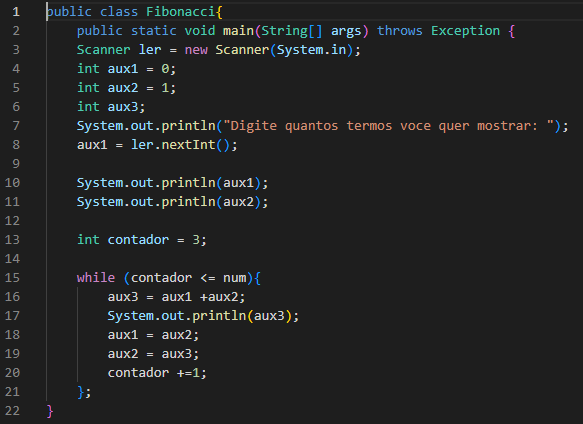 1 public class Fibonacci{
2 public static void main(String[] args) throws Exception {
3 Scanner ler = new Scanner(System.in);
4 int aux1 = 0;
5 int aux2 = 1;
6 int aux3;
7 System.out.println("Digite quantos termos voce quer mostrar: ");
8 aux1 = ler.nextInt();
9
10 System.out.println(aux1);
11 System.out.println(aux2);
12
13 int contador = 3;
14
15 while (contador <= num){
16 aux3 = aux1 +aux2;
17 System.out.println(aux3);
18 aux1 = aux2;
19 aux2 = aux3;
20 contador +=1;
21 };
22 }